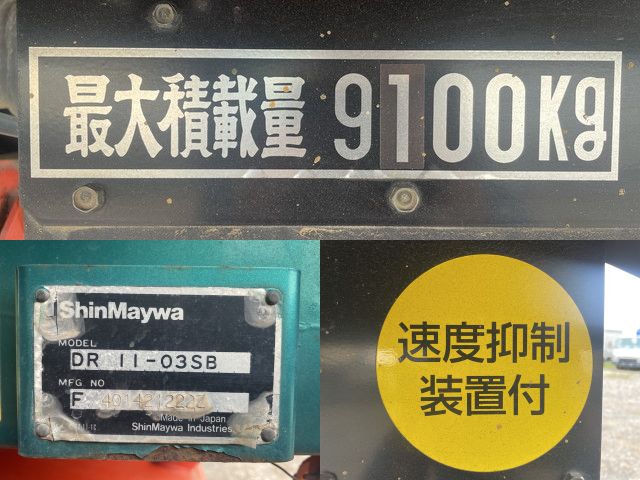 最大積載量 9100Kg
ShinMaywa
MODEL
DR 11-03SB
MFG NO
F
Made in Japan
ShinMaywa Industries
速度抑制
装置付